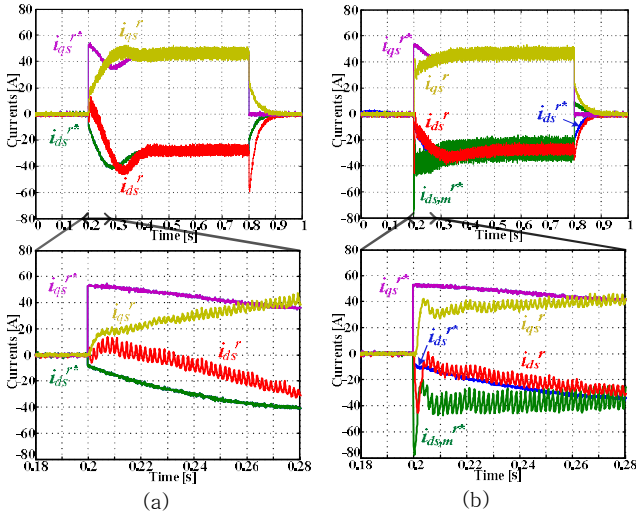 80
60
40
20
0
-20
-40
-60
80
Currents [A]
i_qs^r*
i_qs^r
i_ds^r*
i_ds^r
0 0.1 0.2 0.3 0.4 0.5 0.6 0.7 0.8 0.9 1
Time [s]
80
60
40
20
0
-20
-40
-60
80
Currents [A]
i_qs^r*
i_qs^r
i_ds^r
i_ds^r*
i_ds,m^r*
0 0.1 0.2 0.3 0.4 0.5 0.6 0.7 0.8 0.9 1
Time [s]
80
60
40
20
0
-20
-40
-60
-80
Currents [A]
i_qs^r*
i_qs^r
i_ds^r
i_ds^r*
0.18 0.2 0.22 0.24 0.26 0.28
Time [s]
(a)
80
60
40
20
0
-20
-40
-60
-80
Currents [A]
i_qs^r*
i_qs^r
i_ds^r*
i_ds^r
i_ds,m^r*
0.18 0.2 0.22 0.24 0.26 0.28
Time [s]
(b)